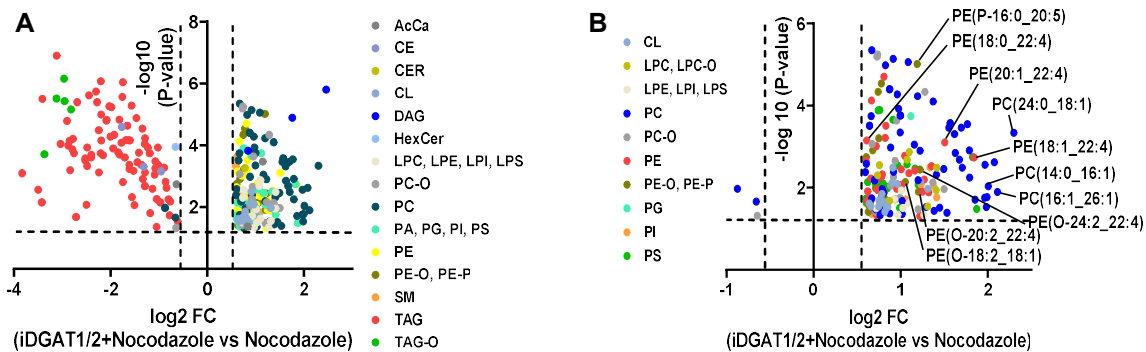 A
-log10
(P-value)
8
6
4
2
-4
-2
0
2
log2 FC
(iDGAT1/2+Nocodazole vs Nocodazole)
AcCa
CE
CER
CL
DAG
HexCer
LPC, LPE, LPI, LPS
PC-O
PC
PA, PG, PI, PS
PE
PE-O, PE-P
SM
TAG
TAG-O
B
CL
LPC, LPC-O
LPE, LPI, LPS
PC
PC-O
PE
PE-O, PE-P
PG
PI
PS
-log 10 (P-value)
6
4
2
-1
0
1
2
log2 FC
(iDGAT1/2+Nocodazole vs Nocodazole)
PE(P-16:0_20:5)
PE(18:0_22:4)
PE(20:1_22:4)
PC(24:0_18:1)
PE(18:1_22:4)
PC(14:0_16:1)
PC(16:1_26:1)
PE(O-24:2_22:4)
PE(O-20:2_22:4)
PE(O-18:2_18:1)